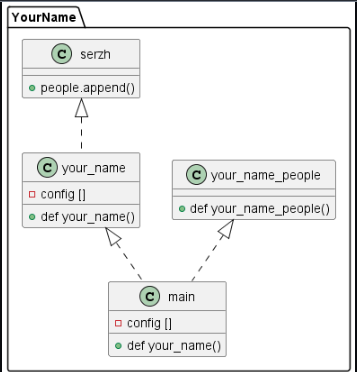 YourName
C serzh
people.append()
C your_name
config []
def your_name()
C your_name_people
def your_name_people()
C main
config []
def your_name()